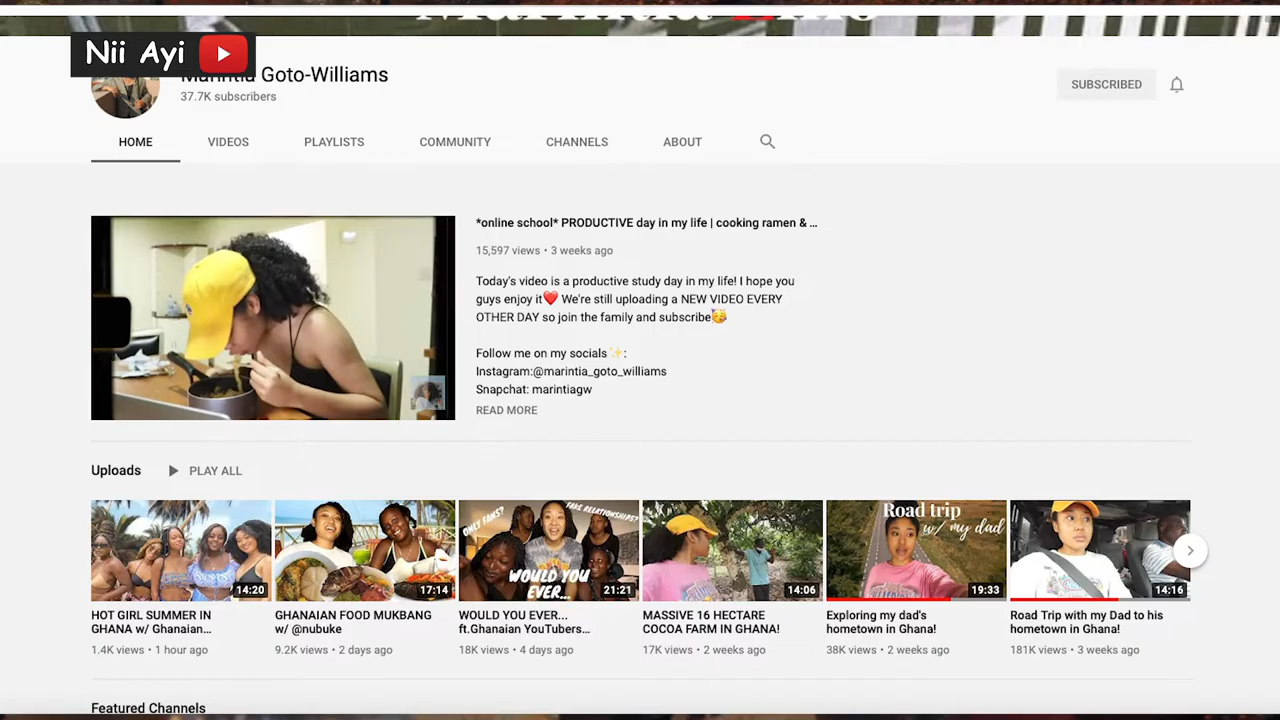 Nii Ayi
Marintia Goto-Williams
37.7K subscribers
SUBSCRIBED
HOME VIDEOS PLAYLISTS COMMUNITY CHANNELS ABOUT
*online school* PRODUCTIVE day in my life | cooking ramen & ...
15,597 views • 3 weeks ago
Today's video is a productive study day in my life! I hope you
guys enjoy it❤️ We're still uploading a NEW VIDEO EVERY
OTHER DAY so join the family and subscribe🥳
Follow me on my socials✨:
Instagram:@marintia_goto_williams
Snapchat: marintiagw
READ MORE
Uploads PLAY ALL
14:20
HOT GIRL SUMMER IN
GHANA w/ Ghanaian...
1.4K views • 1 hour ago
17:14
GHANAIAN FOOD MUKBANG
w/ @nubuke
9.2K views • 2 days ago
ONLY FANS?
FAKE RELATIONSHIPS?
WOULD YOU
EVER...
21:21
WOULD YOU EVER...
ft.Ghanaian YouTubers...
18K views • 4 days ago
14:06
MASSIVE 16 HECTARE
COCOA FARM IN GHANA!
17K views • 2 weeks ago
Road trip
w/ my dad
19:33
Exploring my dad's
hometown in Ghana!
38K views • 2 weeks ago
14:16
Road Trip with my Dad to his
hometown in Ghana!
181K views • 3 weeks ago
Featured Channels